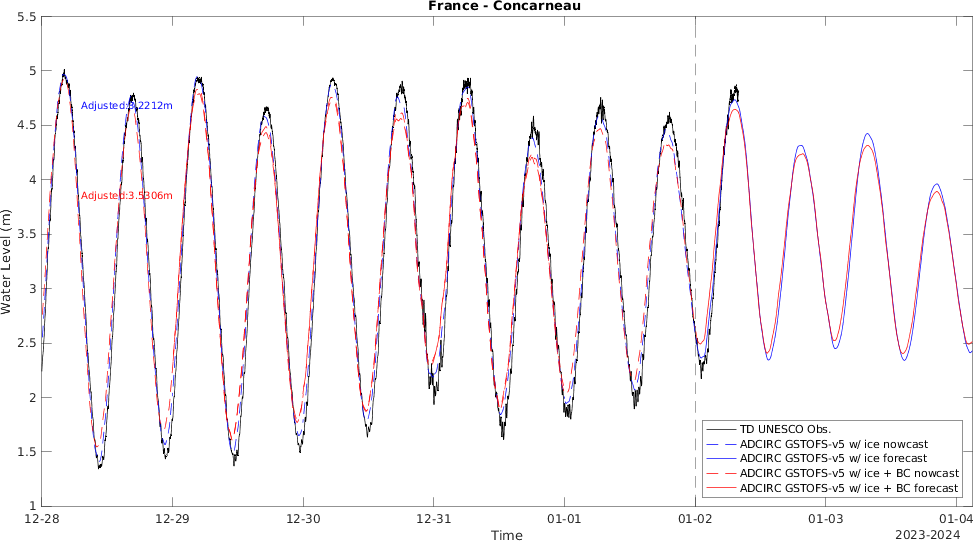 France - Concarneau
5.5
5
4.5
4
3.5
3
2.5
2
1.5
1
Water Level (m)
Adjusted:3.5306m
TD UNESCO Obs.
ADCIRC GSTOFS-v5 w/ ice nowcast
ADCIRC GSTOFS-v5 w/ ice forecast
ADCIRC GSTOFS-v5 w/ ice + BC nowcast
ADCIRC GSTOFS-v5 w/ ice + BC forecast
12-28 12-29 12-30 12-31 01-01 01-02 01-03 01-04
Time
2023-2024